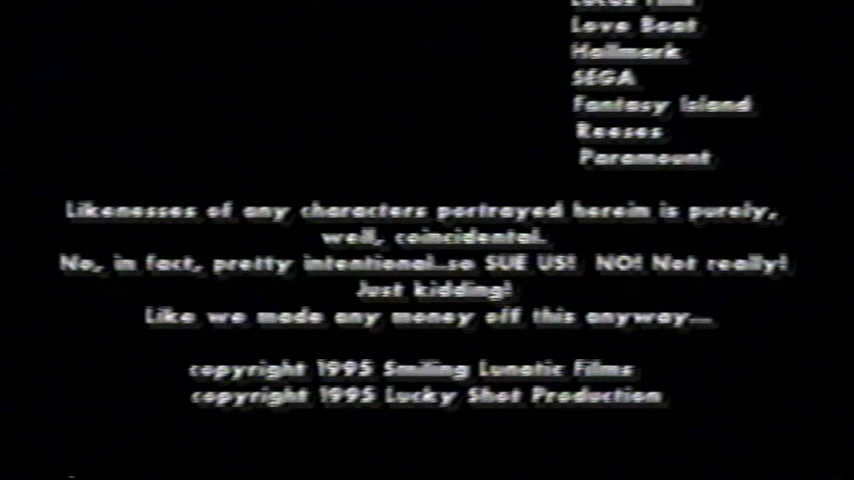 Lucas Film
Love Boat
Hallmark
SEGA
Fantasy Island
Reeses
Paramount
Likenesses of any characters portrayed herein is purely,
well, coincidental.
No, in fact, pretty intentional...so SUE US!  NO! Not really!
Just kidding!
Like we made any money off this anyway....
copyright 1995 Smiling Lunatic Films
copyright 1995 Lucky Shot Production